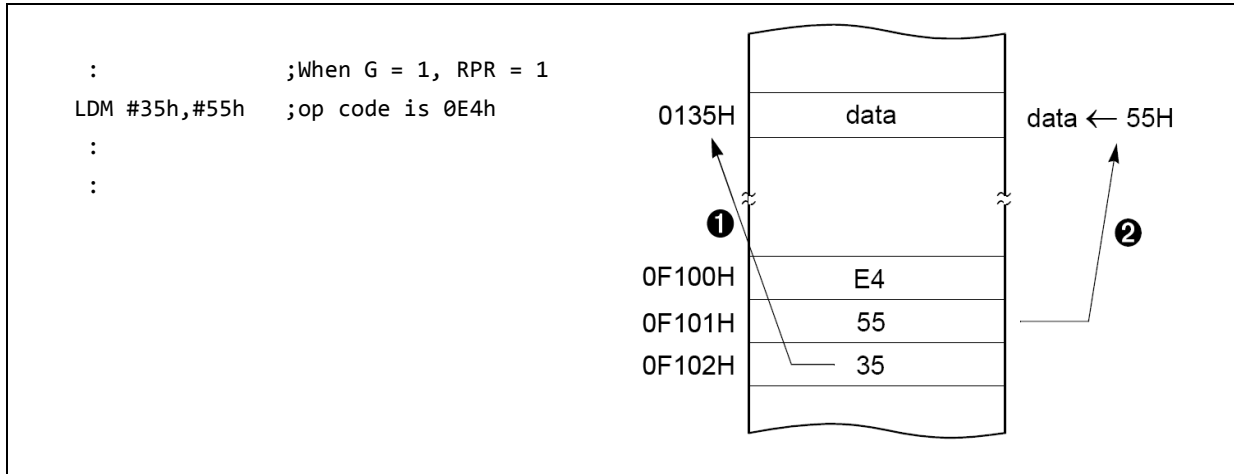 : ;When G = 1, RPR = 1
LDM #35h,#55h ;op code is 0E4h
:
:
0135H data data ← 55H
❶ ❷
0F100H E4
0F101H 55
0F102H 35